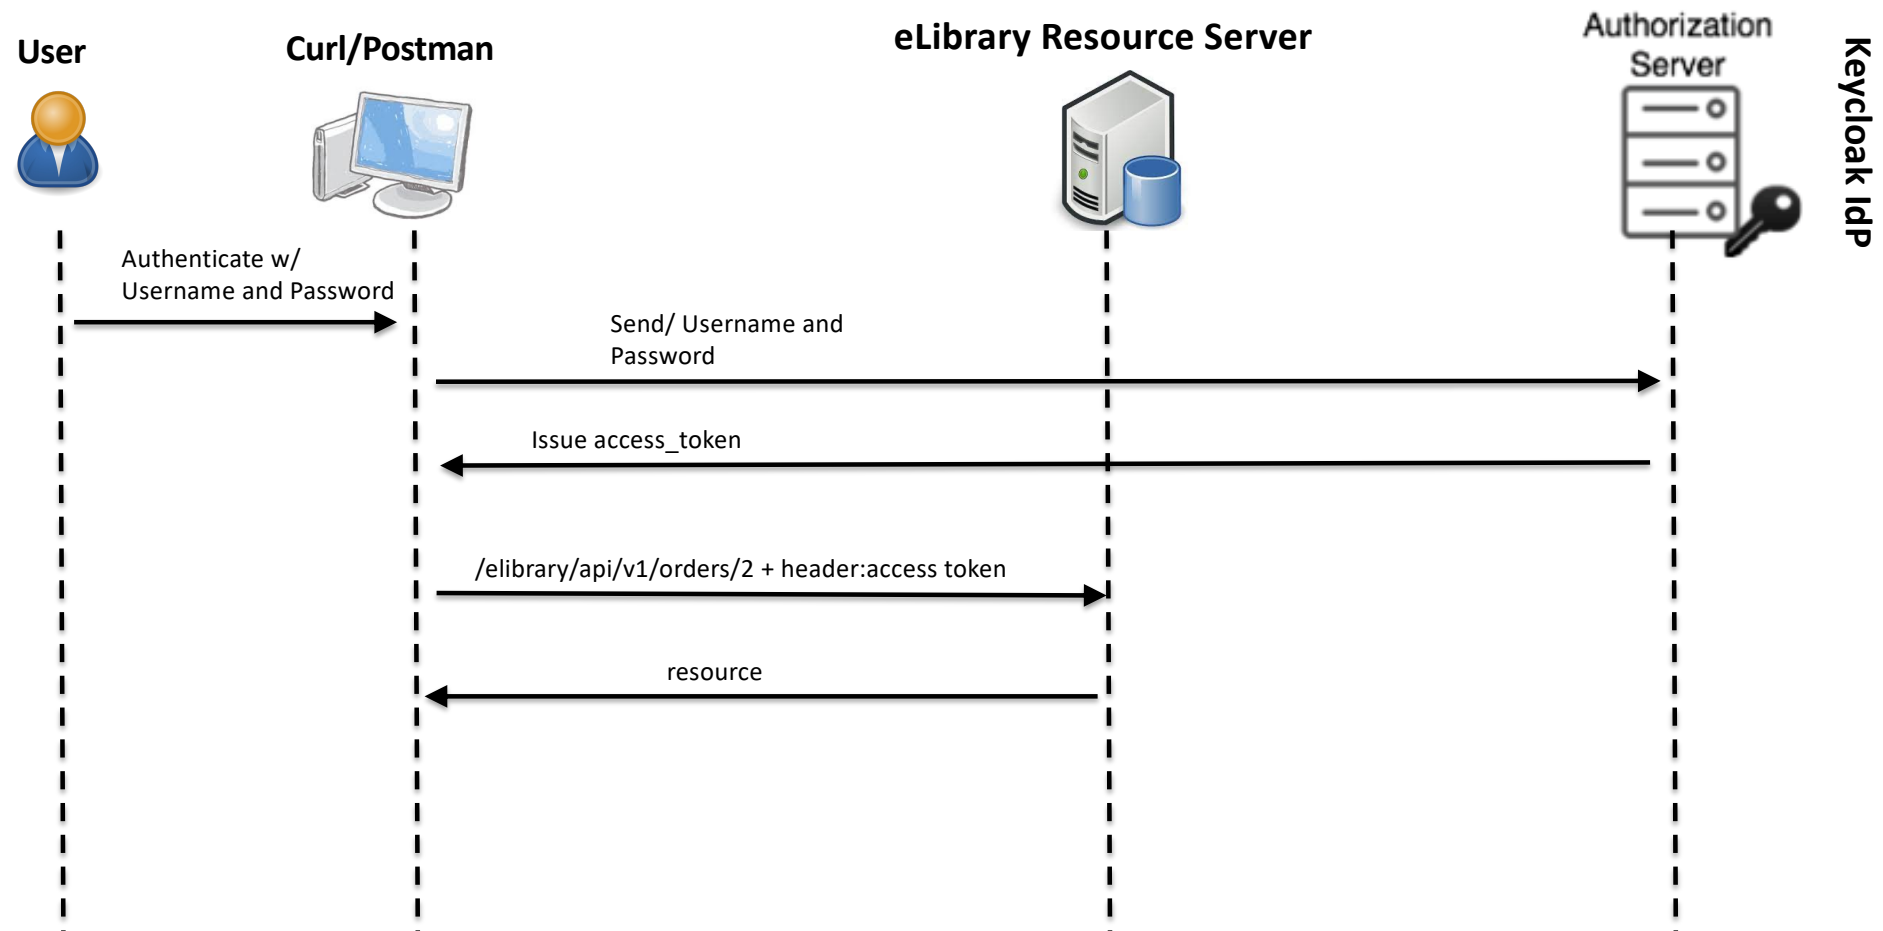 User
Curl/Postman
eLibrary Resource Server
Authorization
Server
Keycloak IdP
Authenticate w/
Username and Password
Send/ Username and
Password
Issue access_token
/elibrary/api/v1/orders/2 + header:access token
resource